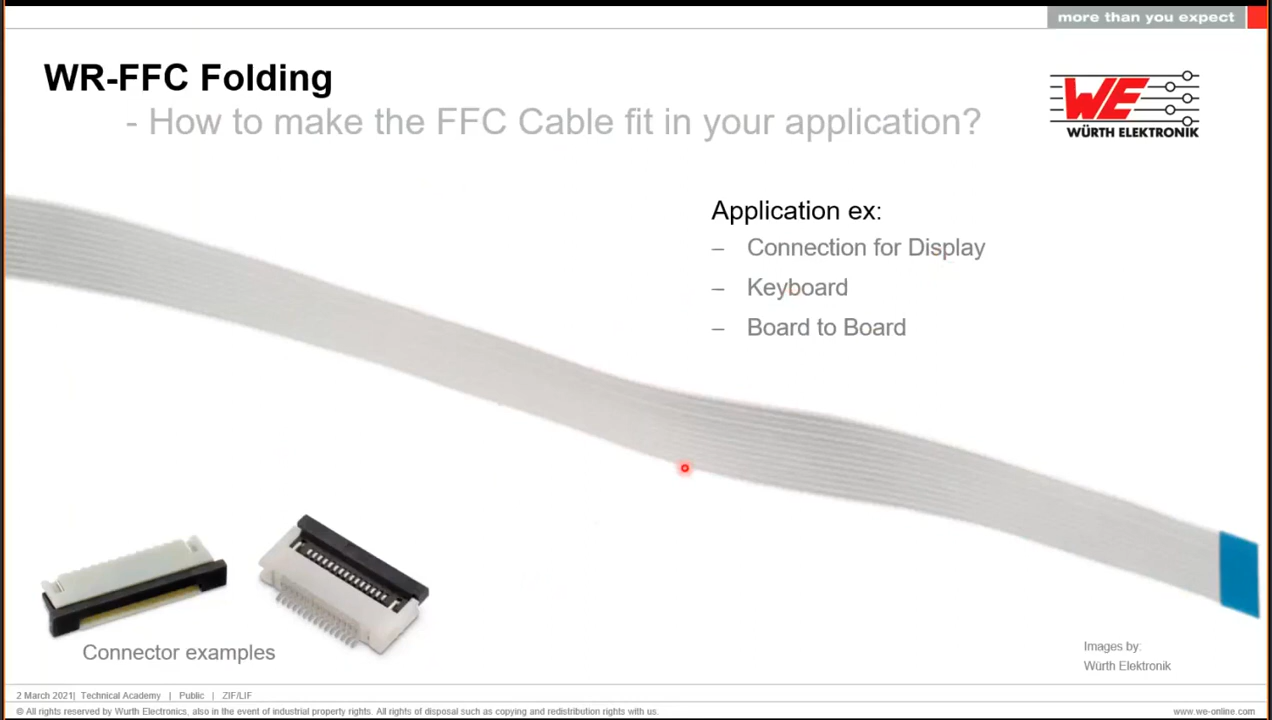 more than you expect
WR-FFC Folding
- How to make the FFC Cable fit in your application?
WE
WÜRTH ELEKTRONIK
Application ex:
– Connection for Display
– Keyboard
– Board to Board
Connector examples
Images by:
Würth Elektronik
2 March 2021| Technical Academy | Public | ZIF/LIF
© All rights reserved by Wurth Electronics, also in the event of industrial property rights. All rights of disposal such as copying and redistribution rights with us.
www.we-online.com